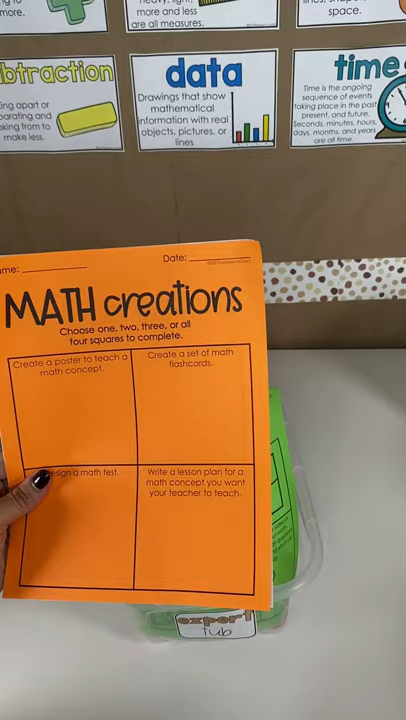 more.
more and less
are all measures.
space.
btraction
ing apart or
parating and
king from to
make less.
data
Drawings that show
mathematical
information with real
objects, pictures, or
lines
time
Time is the ongoing
sequence of events
taking place in the past,
present, and future.
Seconds, minutes, hours,
days, months, and years
are all time.
ame:
Date:
MATH creations
Choose one, two, three, or all
four squares to complete.
Create a poster to teach a
math concept.
Create a set of math
flashcards.
esign a math test.
Write a lesson plan for a
math concept you want
your teacher to teach.
expert
Tub